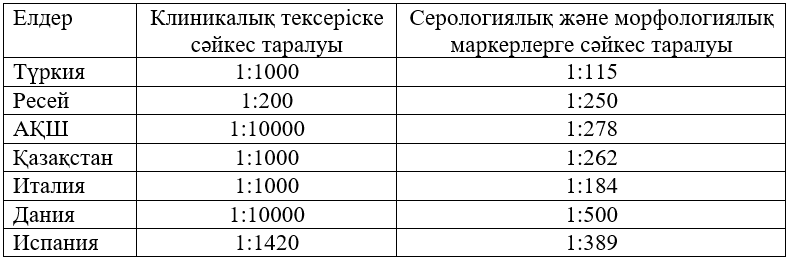 Елдер Клиникалық тексеріске сәйкес таралуы Серологиялық және морфологиялық маркерлерге сәйкес таралуы
Түркия 1:1000 1:115
Ресей 1:200 1:250
АҚШ 1:10000 1:278
Қазақстан 1:1000 1:262
Италия 1:1000 1:184
Дания 1:10000 1:500
Испания 1:1420 1:389